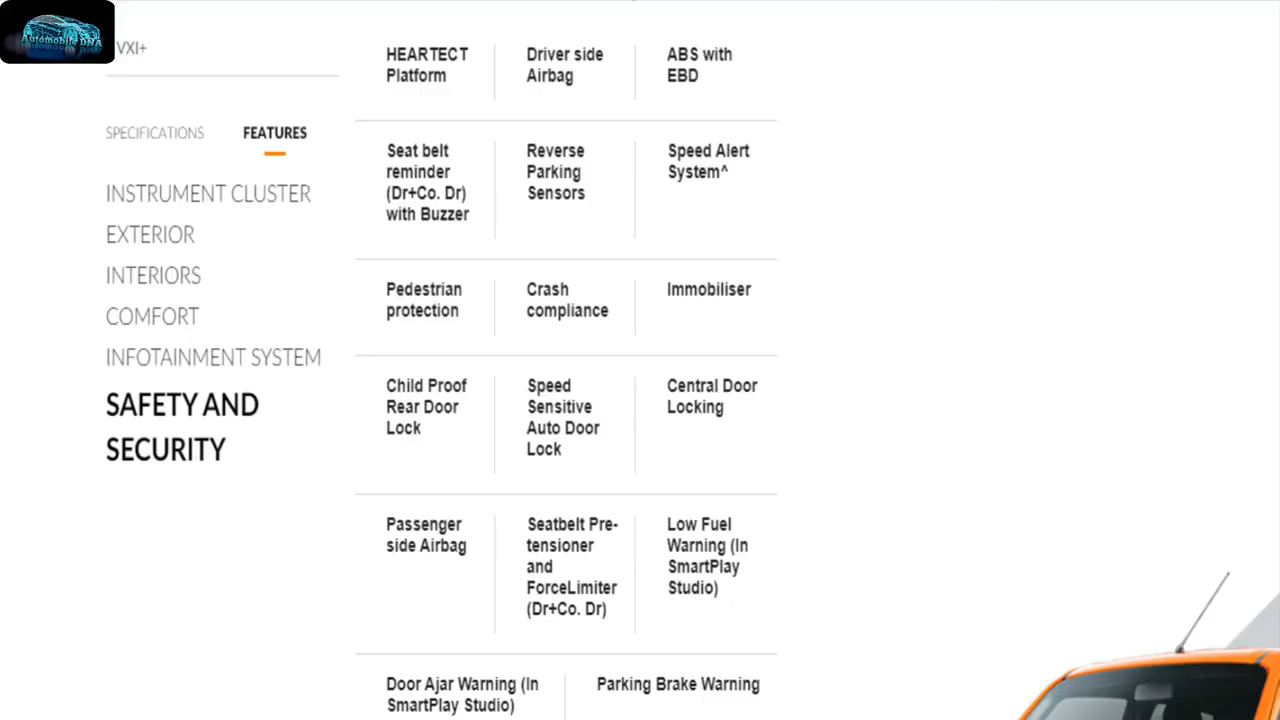 Automobile DNA
VXI+
SPECIFICATIONS
FEATURES
INSTRUMENT CLUSTER
EXTERIOR
INTERIORS
COMFORT
INFOTAINMENT SYSTEM
SAFETY AND
SECURITY
HEARTECT
Platform
Driver side
Airbag
ABS with
EBD
Seat belt
reminder
(Dr+Co. Dr)
with Buzzer
Reverse
Parking
Sensors
Speed Alert
System^
Pedestrian
protection
Crash
compliance
Immobiliser
Child Proof
Rear Door
Lock
Speed
Sensitive
Auto Door
Lock
Central Door
Locking
Passenger
side Airbag
Seatbelt Pre-
tensioner
and
ForceLimiter
(Dr+Co. Dr)
Low Fuel
Warning (In
SmartPlay
Studio)
Door Ajar Warning (In
SmartPlay Studio)
Parking Brake Warning